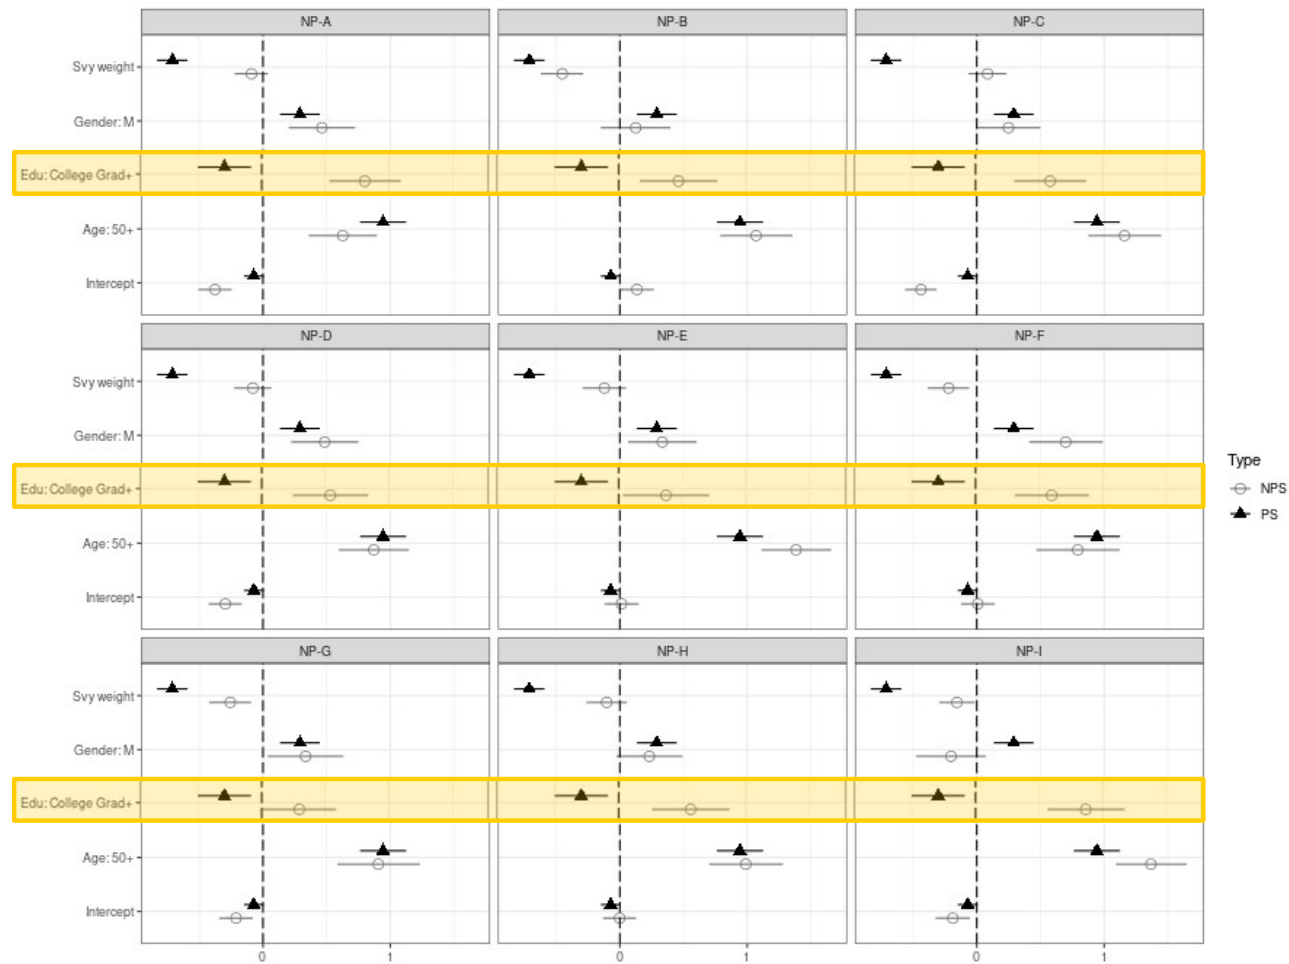 NP-A NP-B NP-C
Svy weight
Gender: M
Edu: College Grad+
Age: 50+
Intercept
NP-D NP-E NP-F
Svy weight
Gender: M
Edu: College Grad+
Age: 50+
Intercept
Type
NPS
PS
NP-G NP-H NP-I
Svy weight
Gender: M
Edu: College Grad+
Age: 50+
Intercept
0 1 0 1 0 1